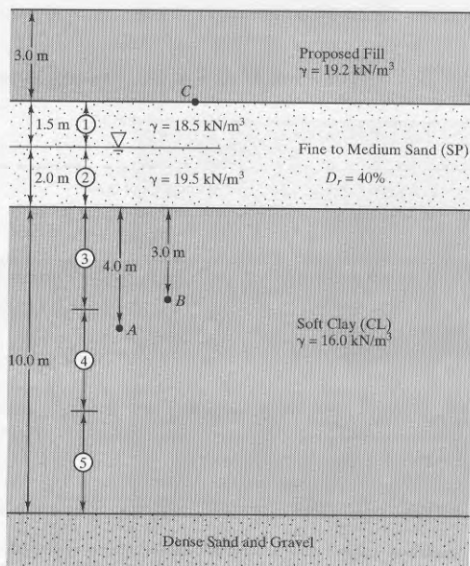 3.0 m
Proposed Fill
γ = 19.2 kN/m³
C
1.5 m
1
γ = 18.5 kN/m³
Fine to Medium Sand (SP)
2.0 m
2
γ = 19.5 kN/m³
D_r = 40%
3
4.0 m
3.0 m
B
A
Soft Clay (CL)
γ = 16.0 kN/m³
10.0 m
4
5
Dense Sand and Gravel